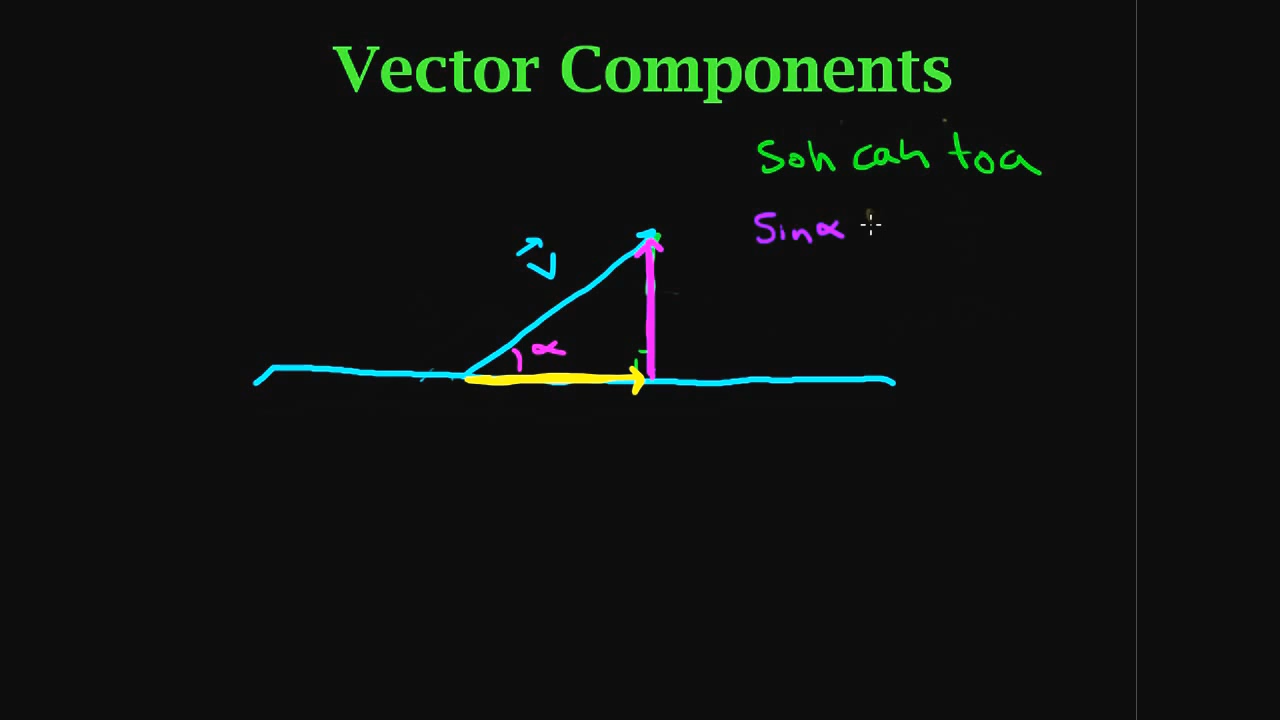 Vector Components
Soh cah toa
Sinα
v⃗
α